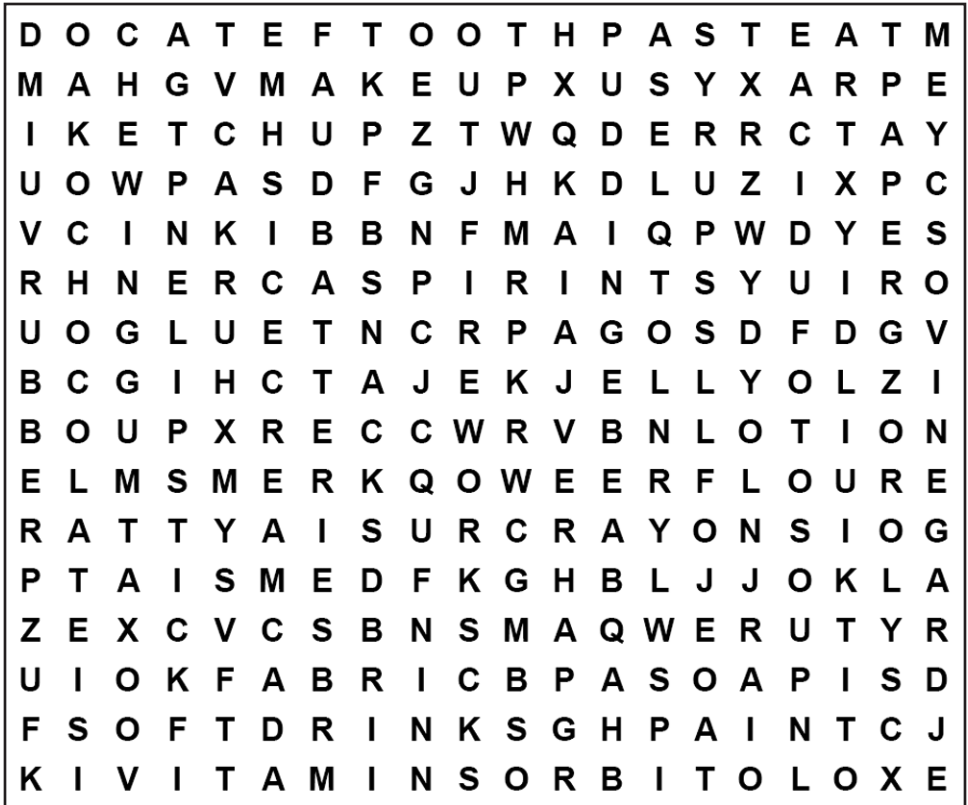 D O C A T E F T O O T H P A S T E A T M
M A H G V M A K E U P X U S Y X A R P E
I K E T C H U P Z T W Q D E R R C T A Y
U O W P A S D F G J H K D L U Z I X P C
V C I N K I B B N F M A I Q P W D Y E S
R H N E R C A S P I R I N T S Y U I R O
U O G L U E T N C R P A G O S D F D G V
B C G I H C T A J E K J E L L Y O L Z I
B O U P X R E C C W R V B N L O T I O N
E L M S M E R K Q O W E E R F L O U R E
R A T T Y A I S U R C R A Y O N S I O G
P T A I S M E D F K G H B L J J O K L A
Z E X C V C S B N S M A Q W E R U T Y R
U I O K F A B R I C B P A S O A P I S D
F S O F T D R I N K S G H P A I N T C J
K I V I T A M I N S O R B I T O L O X E